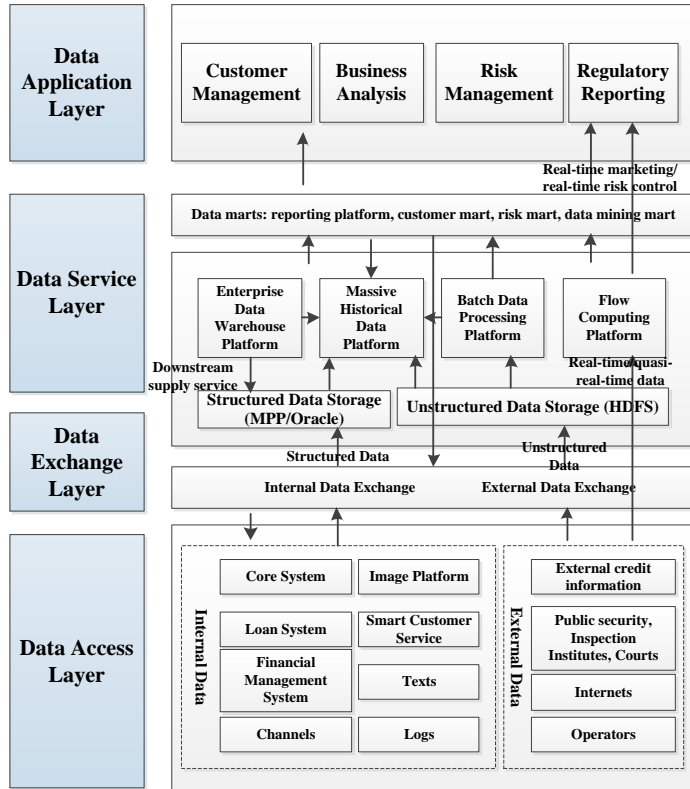 Data
Application
Layer
Customer
Management
Business
Analysis
Risk
Management
Regulatory
Reporting
Real-time marketing/
real-time risk control
Data marts: reporting platform, customer mart, risk mart, data mining mart
Data Service
Layer
Enterprise
Data
Warehouse
Platform
Massive
Historical
Data
Platform
Batch Data
Processing
Platform
Flow
Computing
Platform
Downstream
supply service
Real-time/quasi-
real-time data
Structured Data Storage
(MPP/Oracle)
Unstructured Data Storage (HDFS)
Data
Exchange
Layer
Structured Data
Unstructured
Data
Internal Data Exchange
External Data Exchange
Data Access
Layer
Internal Data
Core System
Image Platform
Loan System
Smart Customer
Service
Financial
Management
System
Texts
Channels
Logs
External Data
External credit
information
Public security,
Inspection
Institutes, Courts
Internets
Operators